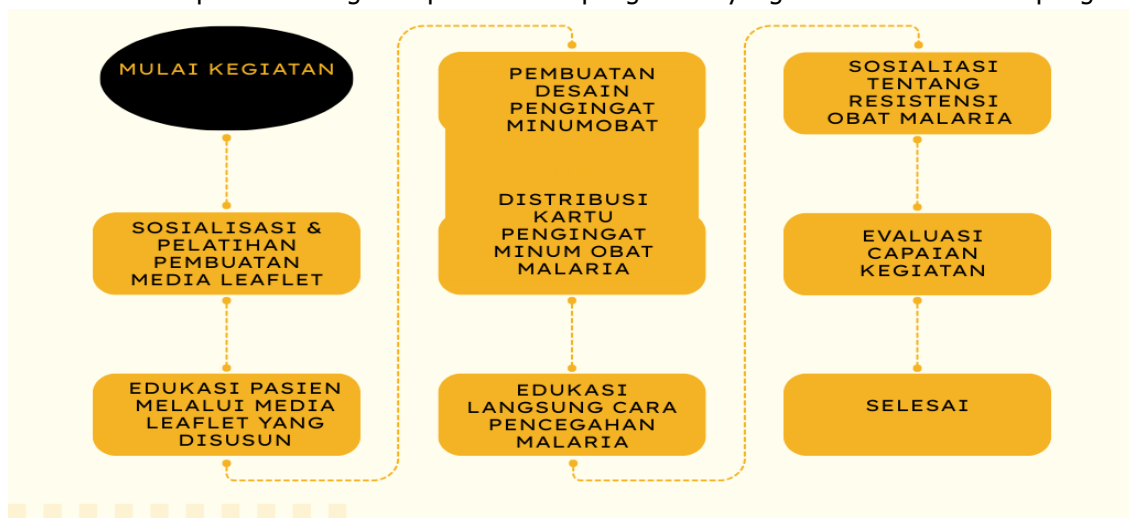 MULAI KEGIATAN
SOSIALISASI &
PELATIHAN
PEMBUATAN
MEDIA LEAFLET
EDUKASI PASIEN
MELALUI MEDIA
LEAFLET YANG
DISUSUN
PEMBUATAN
DESAIN
PENGINGAT
MINUMOBAT
DISTRIBUSI
KARTU
PENGINGAT
MINUM OBAT
MALARIA
EDUKASI
LANGSUNG CARA
PENCEGAHAN
MALARIA
SOSIALIASI
TENTANG
RESISTENSI
OBAT MALARIA
EVALUASI
CAPAIAN
KEGIATAN
SELESAI